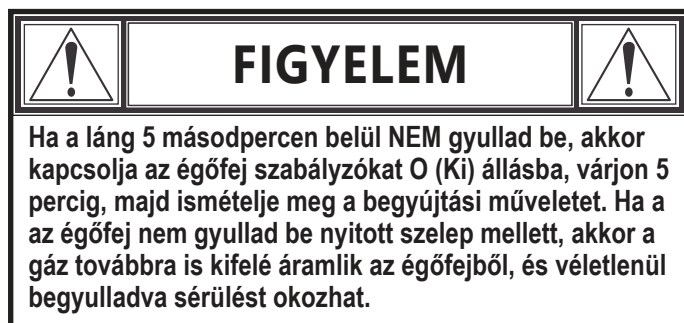 FIGYELEM
Ha a láng 5 másodpercen belül NEM gyullad be, akkor
kapcsolja az égőfej szabályzókat O (Ki) állásba, várjon 5
percig, majd ismételje meg a begyújtási műveletet. Ha a
az égőfej nem gyullad be nyitott szelep mellett, akkor a
gáz továbbra is kifelé áramlik az égőfejből, és véletlenül
begyulladva sérülést okozhat.